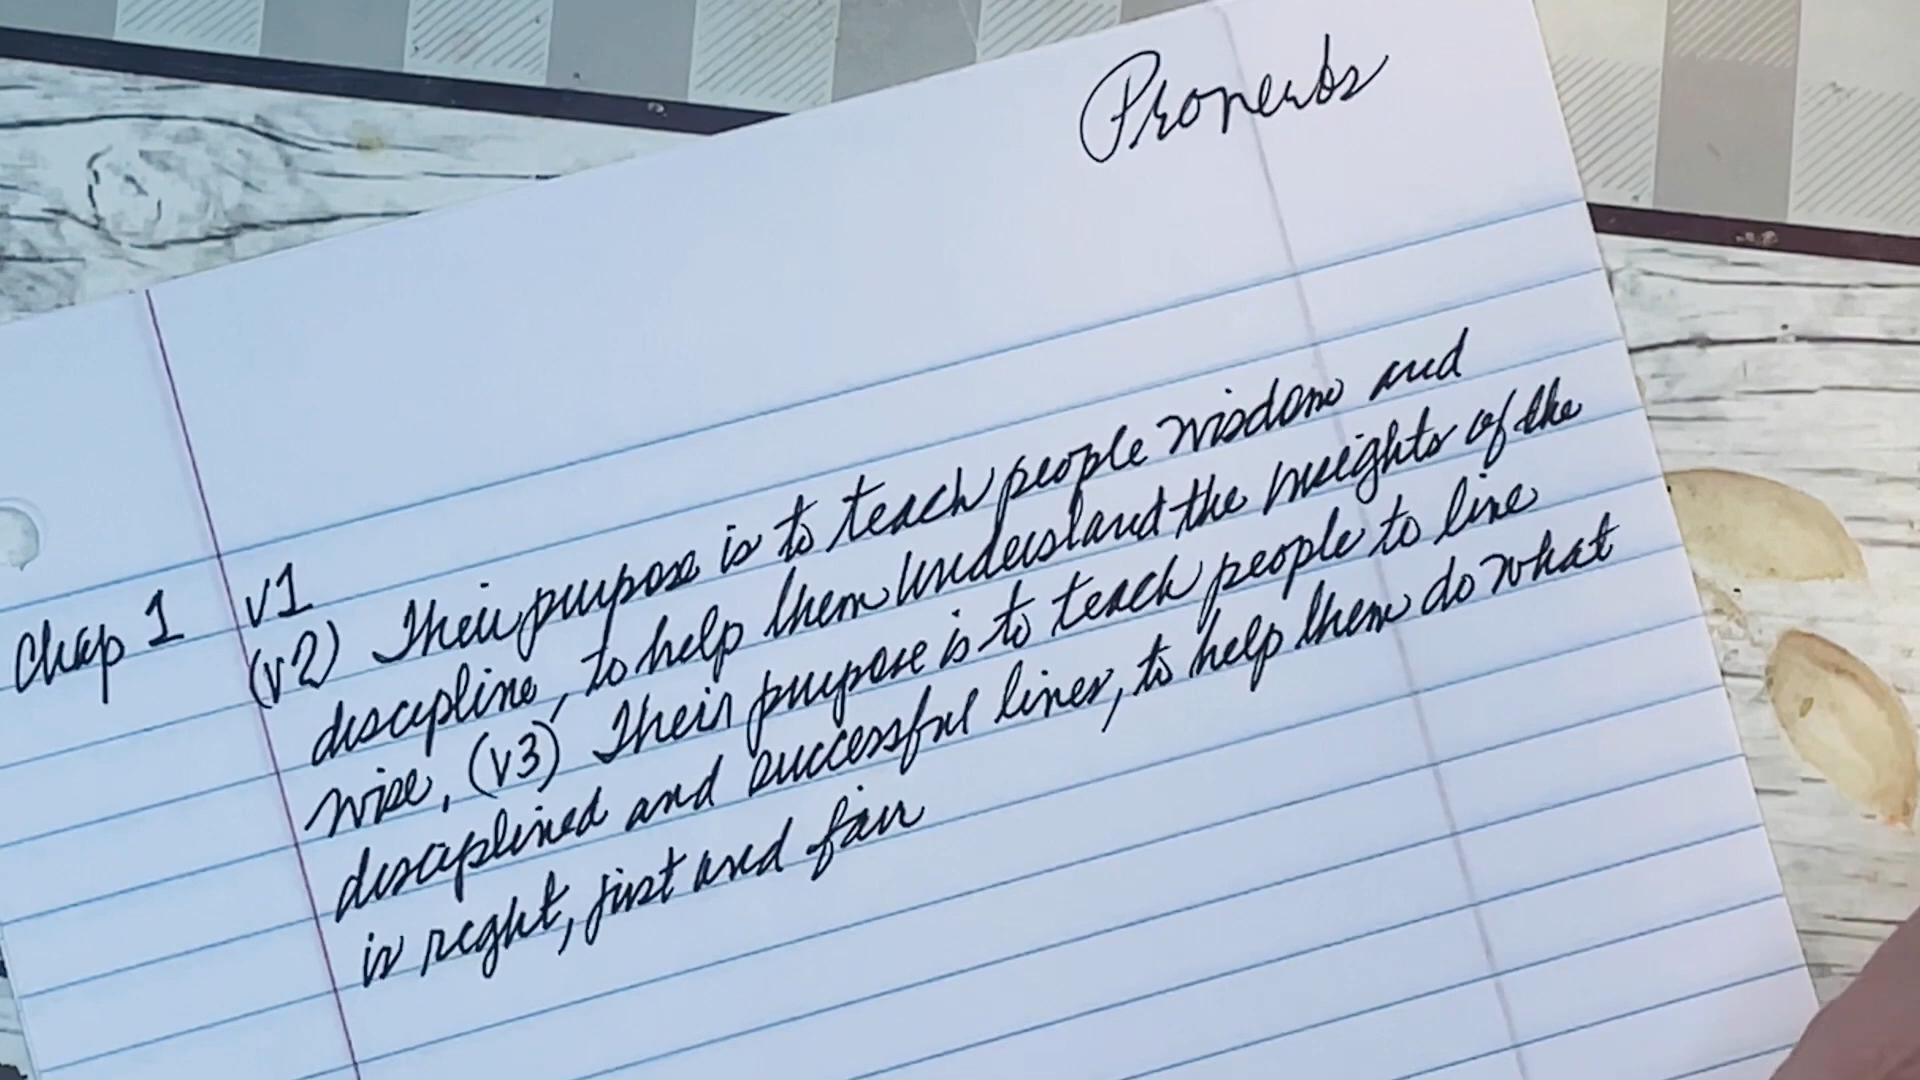 Proverbs
Chap 1 v1
(v2) Their purpose is to teach people wisdom and
discipline, to help them understand the insights of the
wise. (v3) Their purpose is to teach people to live
disciplined and successful lives, to help them do what
is right, just and fair